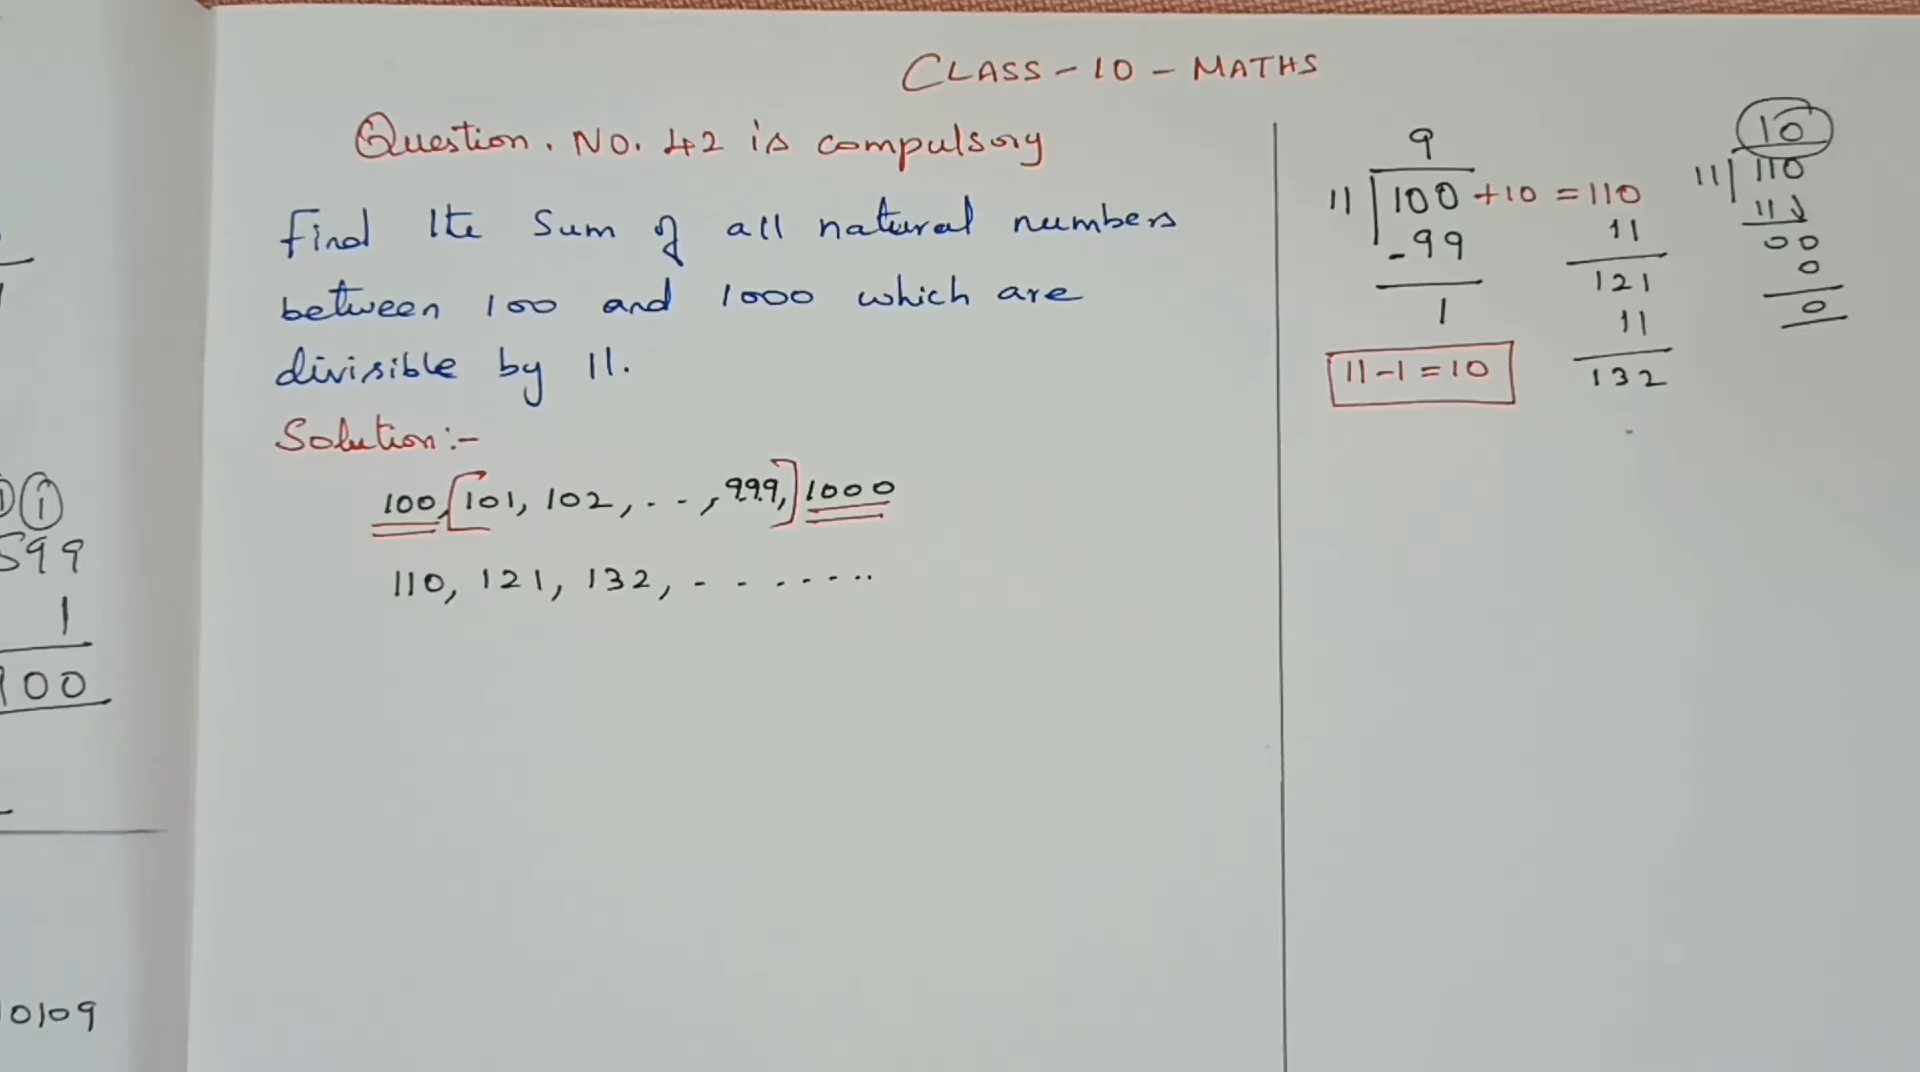 CLASS - 10 - MATHS
Question. No. 42 is compulsory
Find the Sum of all natural numbers
between 100 and 1000 which are
divisible by 11.
Solution:-
100, [101, 102, . . , 999,] 1000
110, 121, 132, - - - - - - - ..
9
11 100 +10 = 110
-99
1
11 - 1 = 10
11
121
11
132
10
11 110
11↓
00
0
0
1
599
1
100
0109